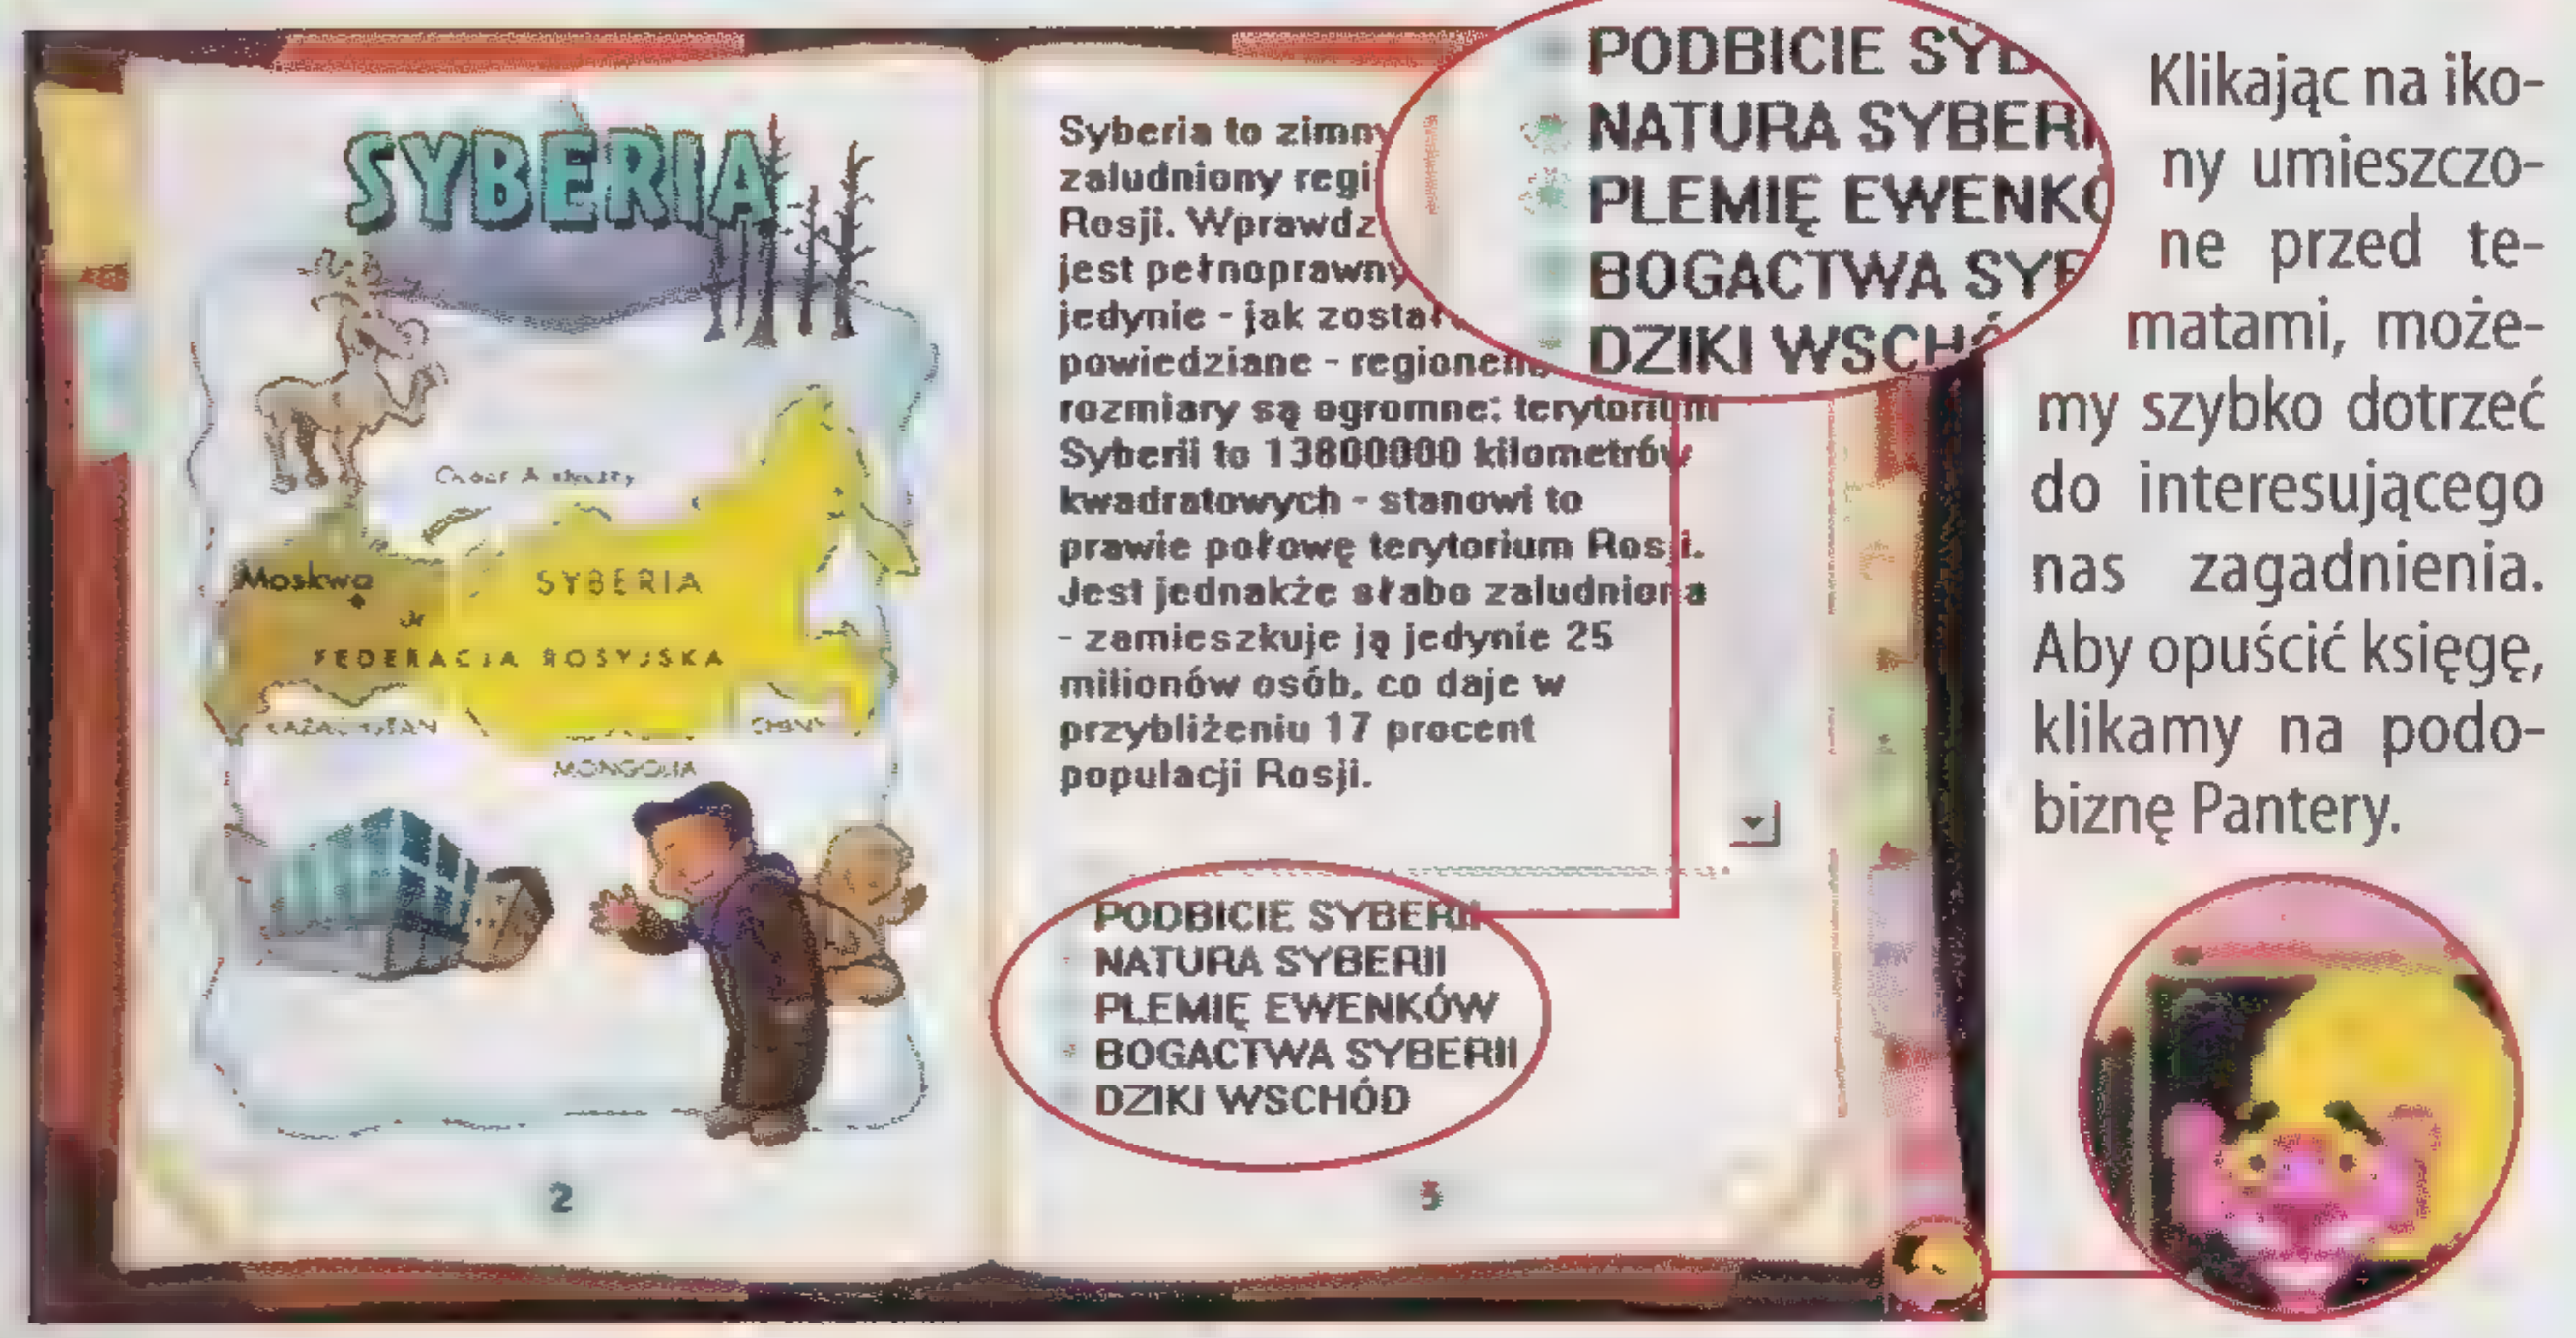 SYBERIA
Moskwa
SYBERIA
FEDERACJA ROSYJSKA
MONGOLIA
2
Syberia to zimny
zaludniony regi
Rosji. Wprawdz
jest pełnoprawny
jedynie - jak został
powiedziane - regionem
rozmiary są ogromne: terytorium
Syberii to 13800000 kilometrów
kwadratowych - stanowi to
prawie połowę terytorium Rosji.
Jest jednakże słabo zaludniona
- zamieszkuje ją jedynie 25
milionów osób, co daje w
przybliżeniu 17 procent
populacji Rosji.
PODBICIE SYBERII
NATURA SYBERII
PLEMIĘ EWENKÓW
BOGACTWA SYBERII
DZIKI WSCHÓD
3
PODBICIE SYB
NATURA SYBERI
PLEMIĘ EWENKÓ
BOGACTWA SYB
DZIKI WSCHÓ
Klikając na iko-
ny umieszczo-
ne przed te-
matami, może-
my szybko dotrzeć
do interesującego
nas zagadnienia.
Aby opuścić księgę,
klikamy na podo-
biznę Pantery.